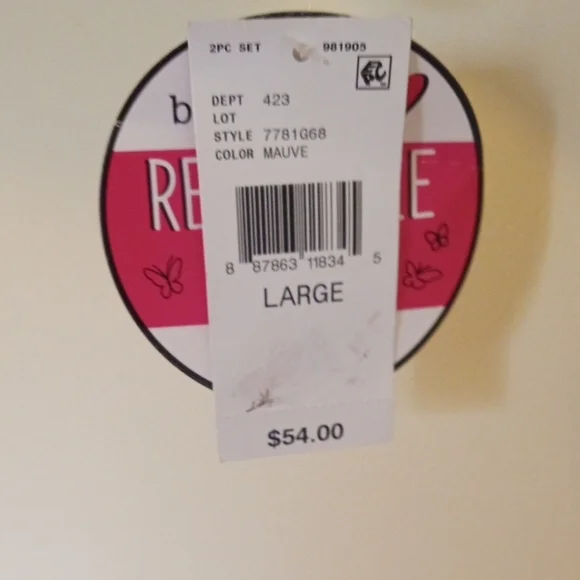 2PC SET 981905
DEPT 423
LOT
STYLE 7781G68
COLOR MAUVE
8 87863 11834 5
LARGE
$54.00